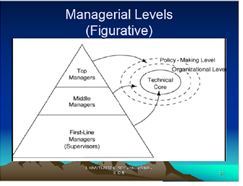 Managerial Levels
(Figurative)
Policy - Making Level
Organizational Level
Top
Managers
Technical
Core
Middle
Managers
First-Line
Managers
(Supervisors)